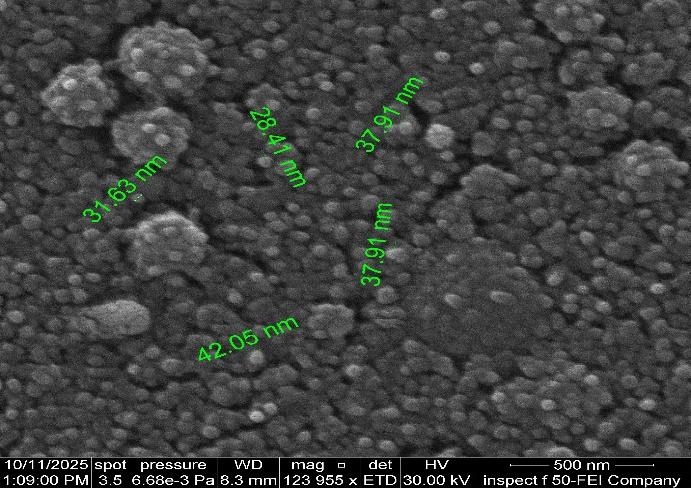 28.41 nm
37.91 nm
31.63 nm
37.91 nm
42.05 nm
10/11/2025 spot pressure WD mag □ det HV 500 nm
1:09:00 PM 3.5 6.68e-3 Pa 8.3 mm 123 955 x ETD 30.00 kV inspect f 50-FEI Company